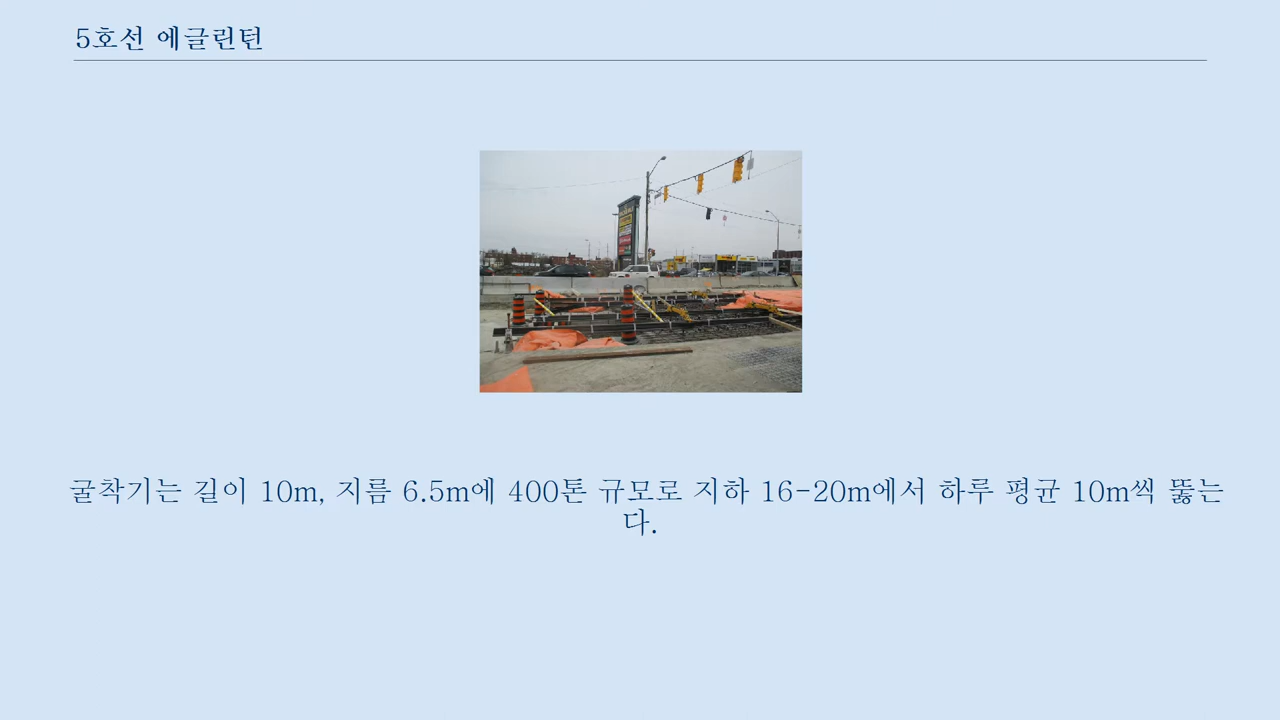 5호선 에글린턴
굴착기는 길이 10m, 지름 6.5m에 400톤 규모로 지하 16-20m에서 하루 평균 10m씩 뚫는
다.